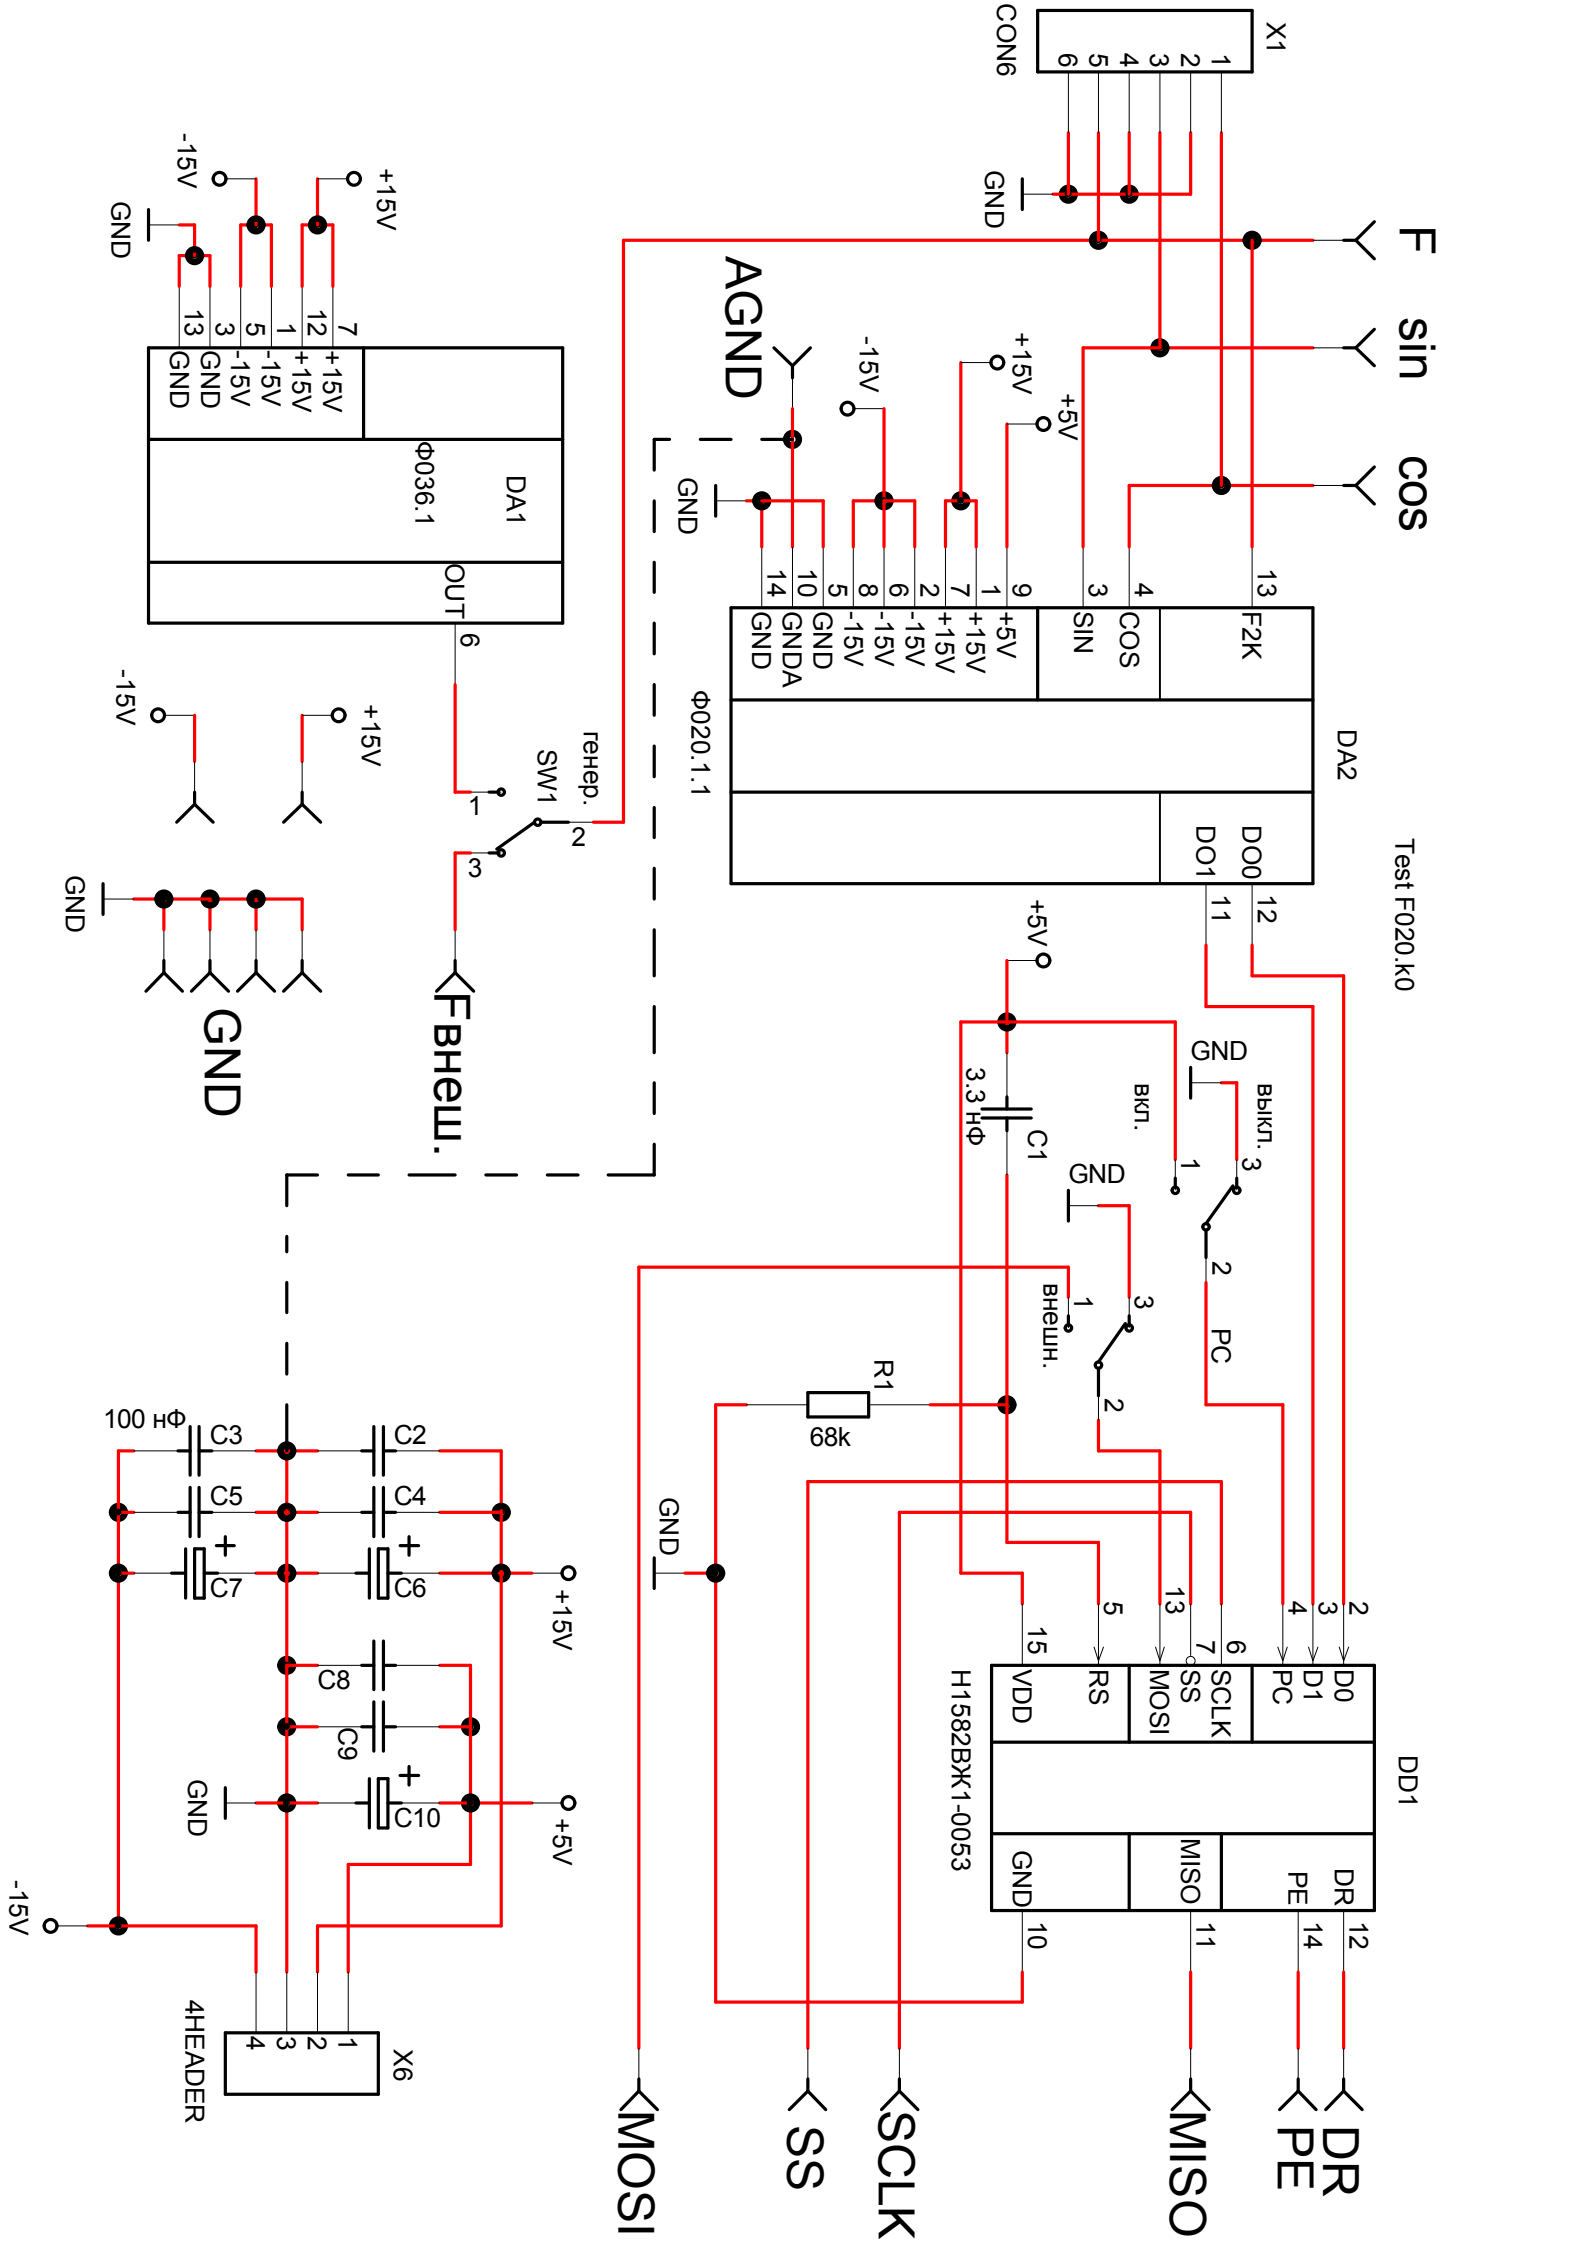 Test F020.k0
X1
CON6
1
2
3
4
5
6
GND
F
sin
cos
AGND
+5V
+15V
-15V
GND
DA2
Ф020.1.1
13 F2K
4 COS
3 SIN
9 +5V
1 +15V
7 +15V
2 -15V
6 -15V
8 -15V
5 GND
10 GNDA
14 GND
DO0 12
DO1 11
+15V
-15V
GND
DA1
Ф036.1
7 +15V
12 +15V
1 -15V
5 -15V
3 GND
13 GND
OUT 6
SW1
генер.
1
2
3
Fвнеш.
+15V
-15V
GND
GND
+5V
C1
3.3 нФ
GND
выкл.
вкл.
3
1
2
PC
GND
внешн.
3
1
2
R1
68k
GND
DD1
Н1582ВЖ1-0053
2 D0
3 D1
4 PC
6 SCLK
7 SS
13 MOSI
5 RS
15 VDD
DR 12
PE 14
MISO 11
GND 10
DR
PE
MISO
SCLK
SS
MOSI
100 нФ
C3
C2
C5
C4
C7
C6
+
+
+15V
C8
C9
+
C10
+5V
GND
-15V
X6
4HEADER
1
2
3
4